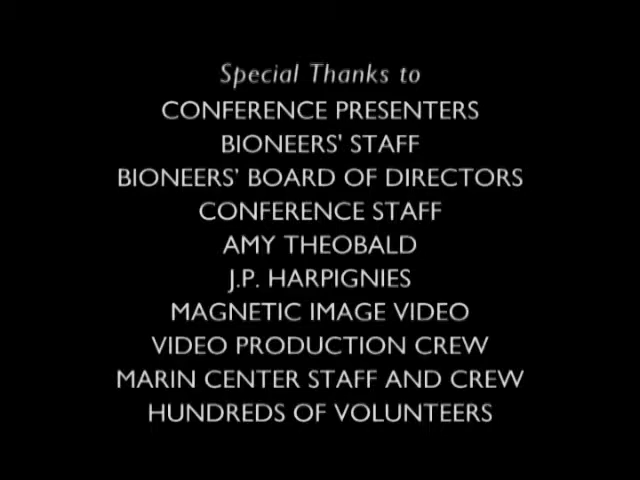 Special Thanks to
CONFERENCE PRESENTERS
BIONEERS' STAFF
BIONEERS’ BOARD OF DIRECTORS
CONFERENCE STAFF
AMY THEOBALD
J.P. HARPIGNIES
MAGNETIC IMAGE VIDEO
VIDEO PRODUCTION CREW
MARIN CENTER STAFF AND CREW
HUNDREDS OF VOLUNTEERS